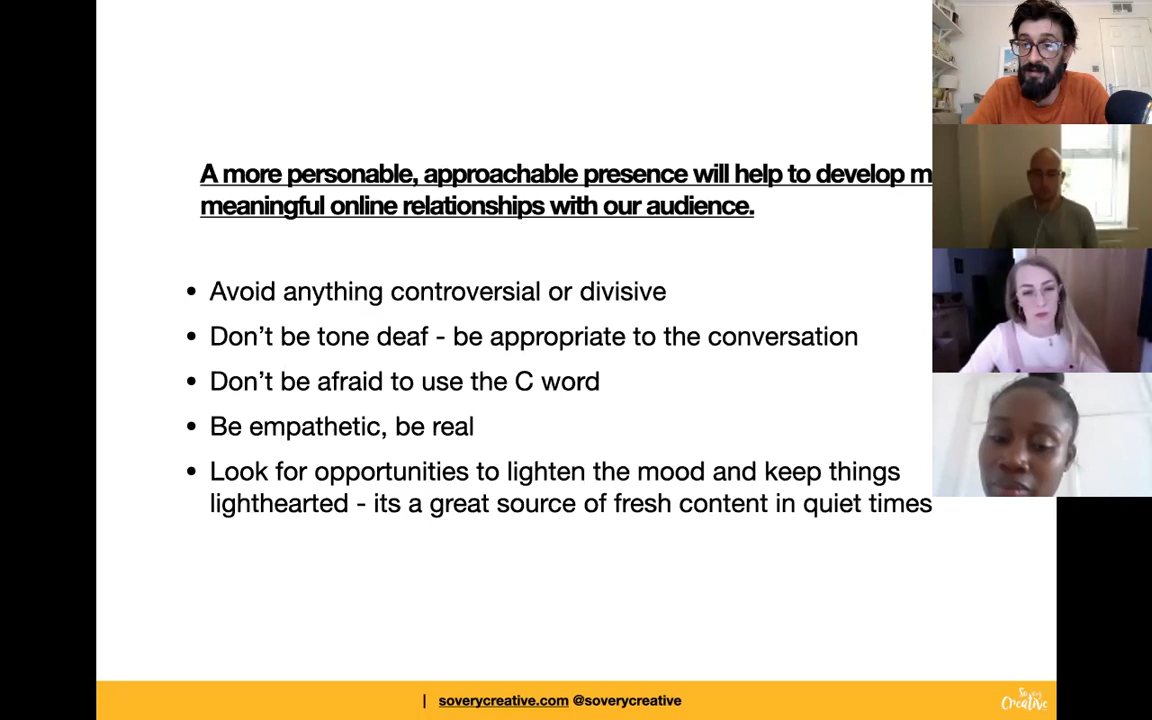 A more personable, approachable presence will help to develop m
meaningful online relationships with our audience.
• Avoid anything controversial or divisive
• Don’t be tone deaf - be appropriate to the conversation
• Don’t be afraid to use the C word
• Be empathetic, be real
• Look for opportunities to lighten the mood and keep things
lighthearted - its a great source of fresh content in quiet times
| soverycreative.com @soverycreative
So very
Creative